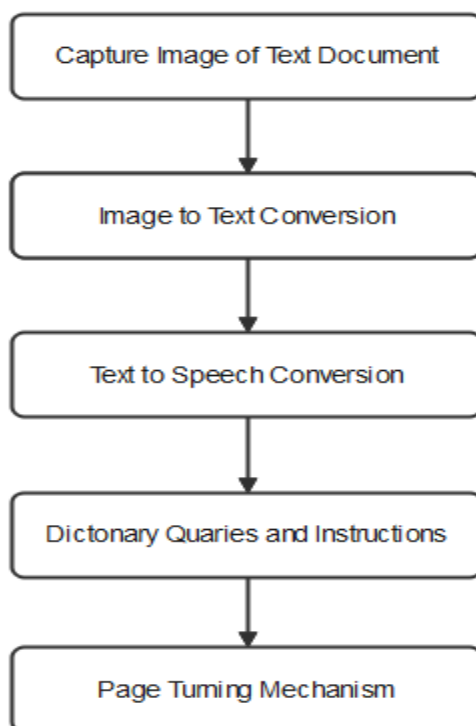 Capture Image of Text Document
Image to Text Conversion
Text to Speech Conversion
Dictonary Quaries and Instructions
Page Turning Mechanism